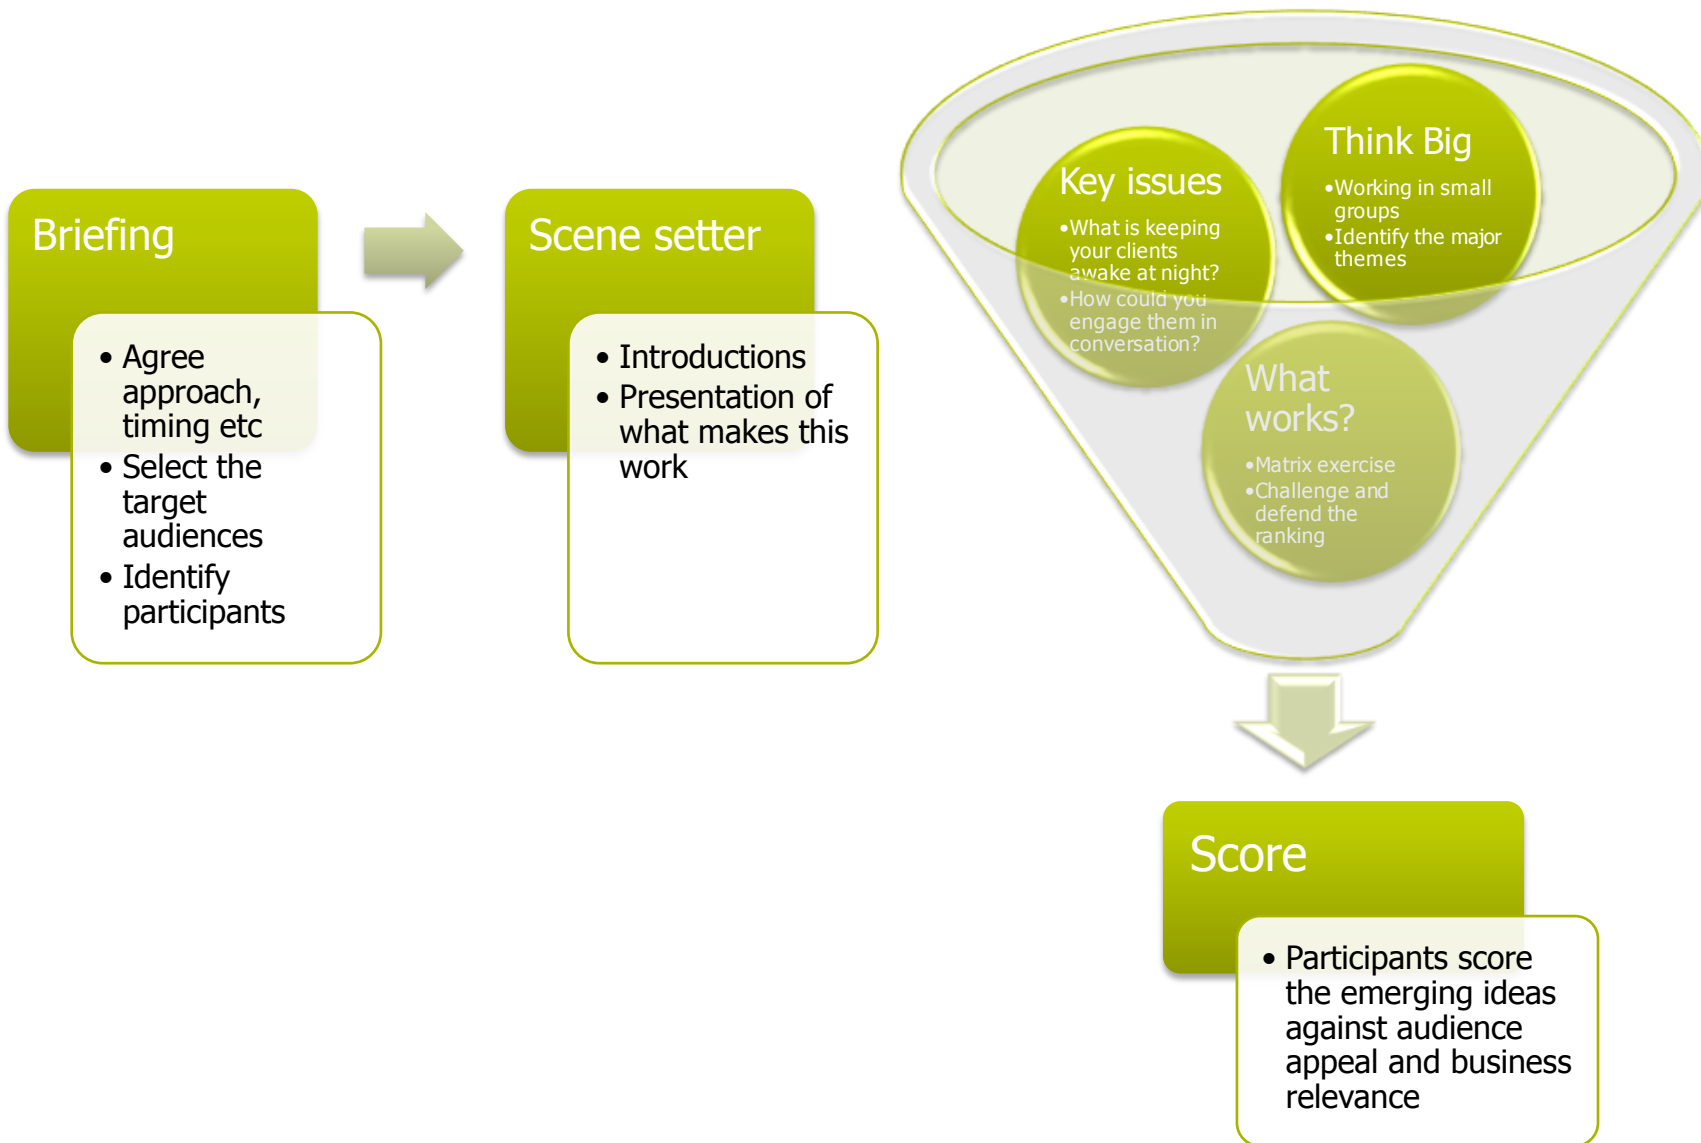 Briefing
• Agree
approach,
timing etc
• Select the
target
audiences
• Identify
participants
Scene setter
• Introductions
• Presentation of
what makes this
work
Key issues
•What is keeping
your clients
awake at night?
•How could you
engage them in
conversation?
Think Big
•Working in small
groups
•Identify the major
themes
What
works?
•Matrix exercise
•Challenge and
defend the
ranking
Score
• Participants score
the emerging ideas
against audience
appeal and business
relevance